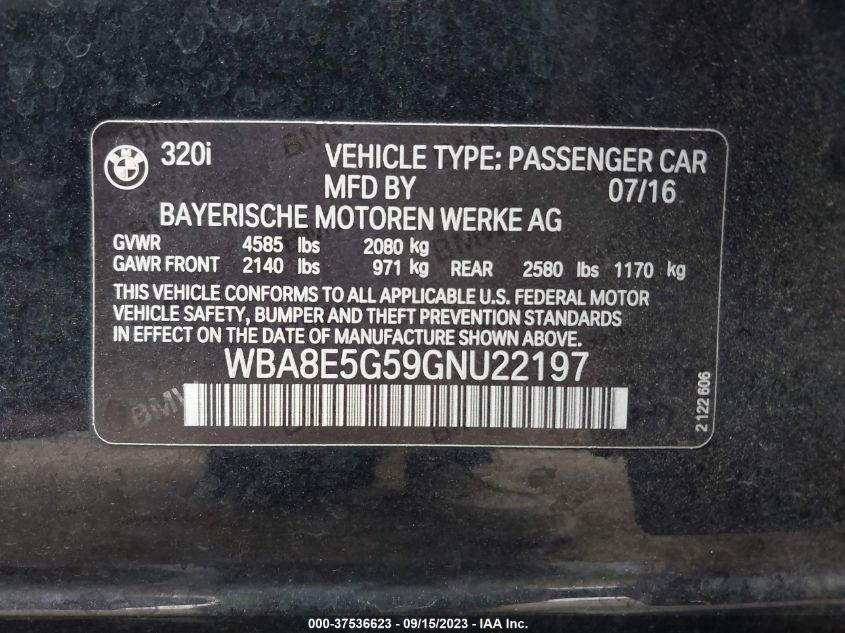 320i VEHICLE TYPE: PASSENGER CAR
MFD BY 07/16
BAYERISCHE MOTOREN WERKE AG
GVWR 4585 lbs 2080 kg
GAWR FRONT 2140 lbs 971 kg REAR 2580 lbs 1170 kg
THIS VEHICLE CONFORMS TO ALL APPLICABLE U.S. FEDERAL MOTOR
VEHICLE SAFETY, BUMPER AND THEFT PREVENTION STANDARDS
IN EFFECT ON THE DATE OF MANUFACTURE SHOWN ABOVE.
WBA8E5G59GNU22197
2 122 606
000-37536623 - 09/15/2023 - IAA Inc.